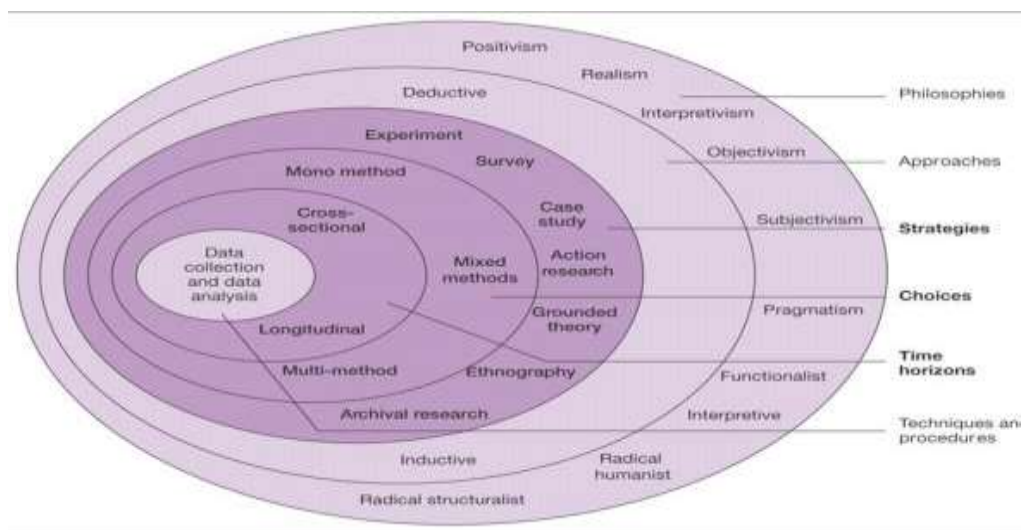 Positivism
Realism
Philosophies
Deductive
Interpretivism
Experiment
Objectivism
Approaches
Survey
Mono method
Case
study
Subjectivism
Strategies
Cross-
sectional
Data
collection
and data
analysis
Mixed
methods
Action
research
Choices
Longitudinal
Grounded
theory
Pragmatism
Time
horizons
Multi-method
Ethnography
Functionalist
Archival research
Interpretive
Techniques an
procedures
Inductive
Radical
humanist
Radical structuralist